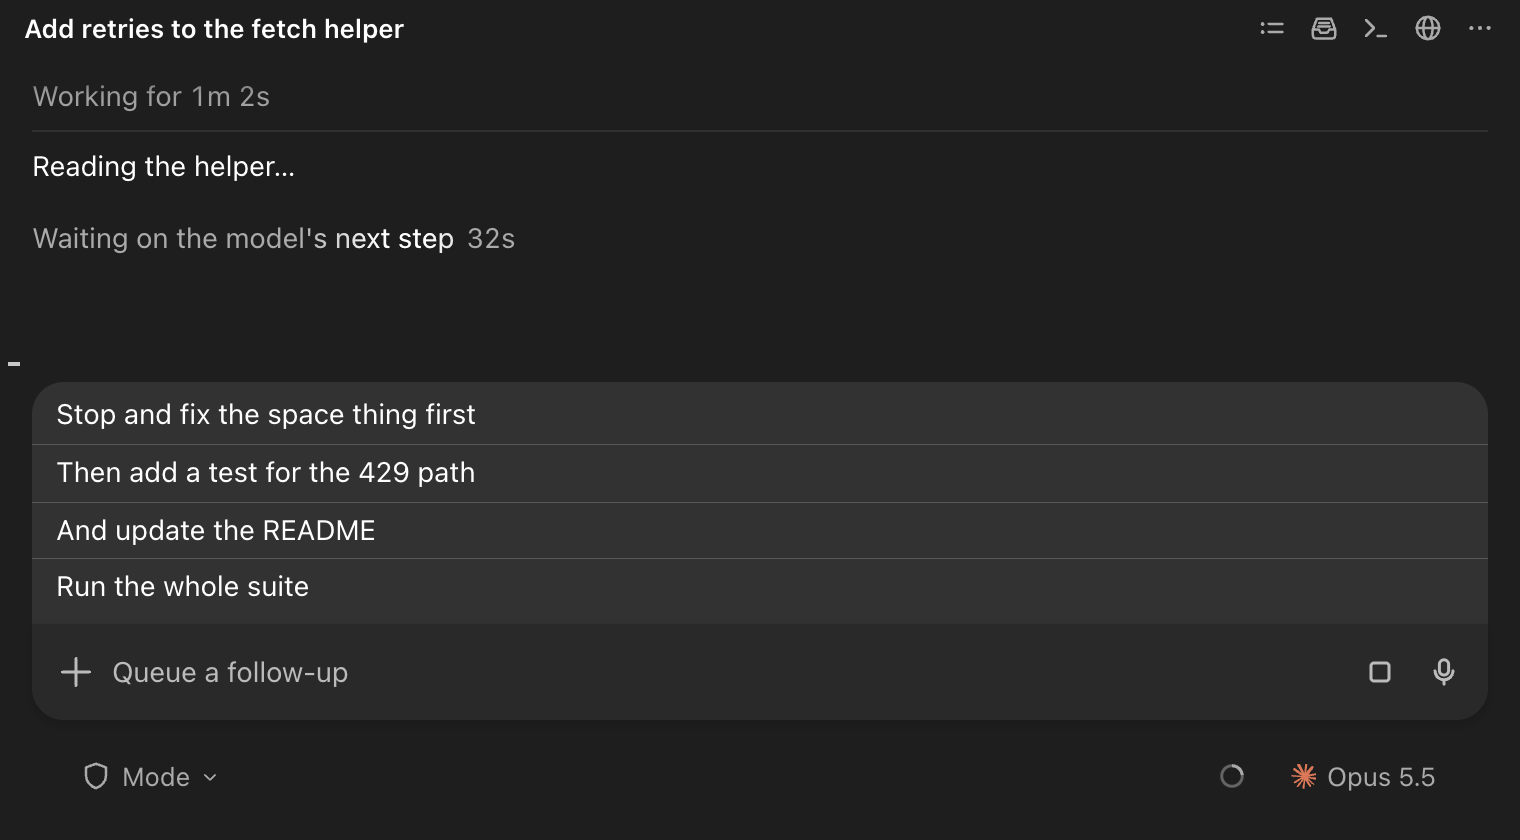 Add retries to the fetch helper
Working for 1m 2s
Reading the helper...
Waiting on the model's next step 32s
Stop and fix the space thing first
Then add a test for the 429 path
And update the README
Run the whole suite
Queue a follow-up
Mode
Opus 5.5